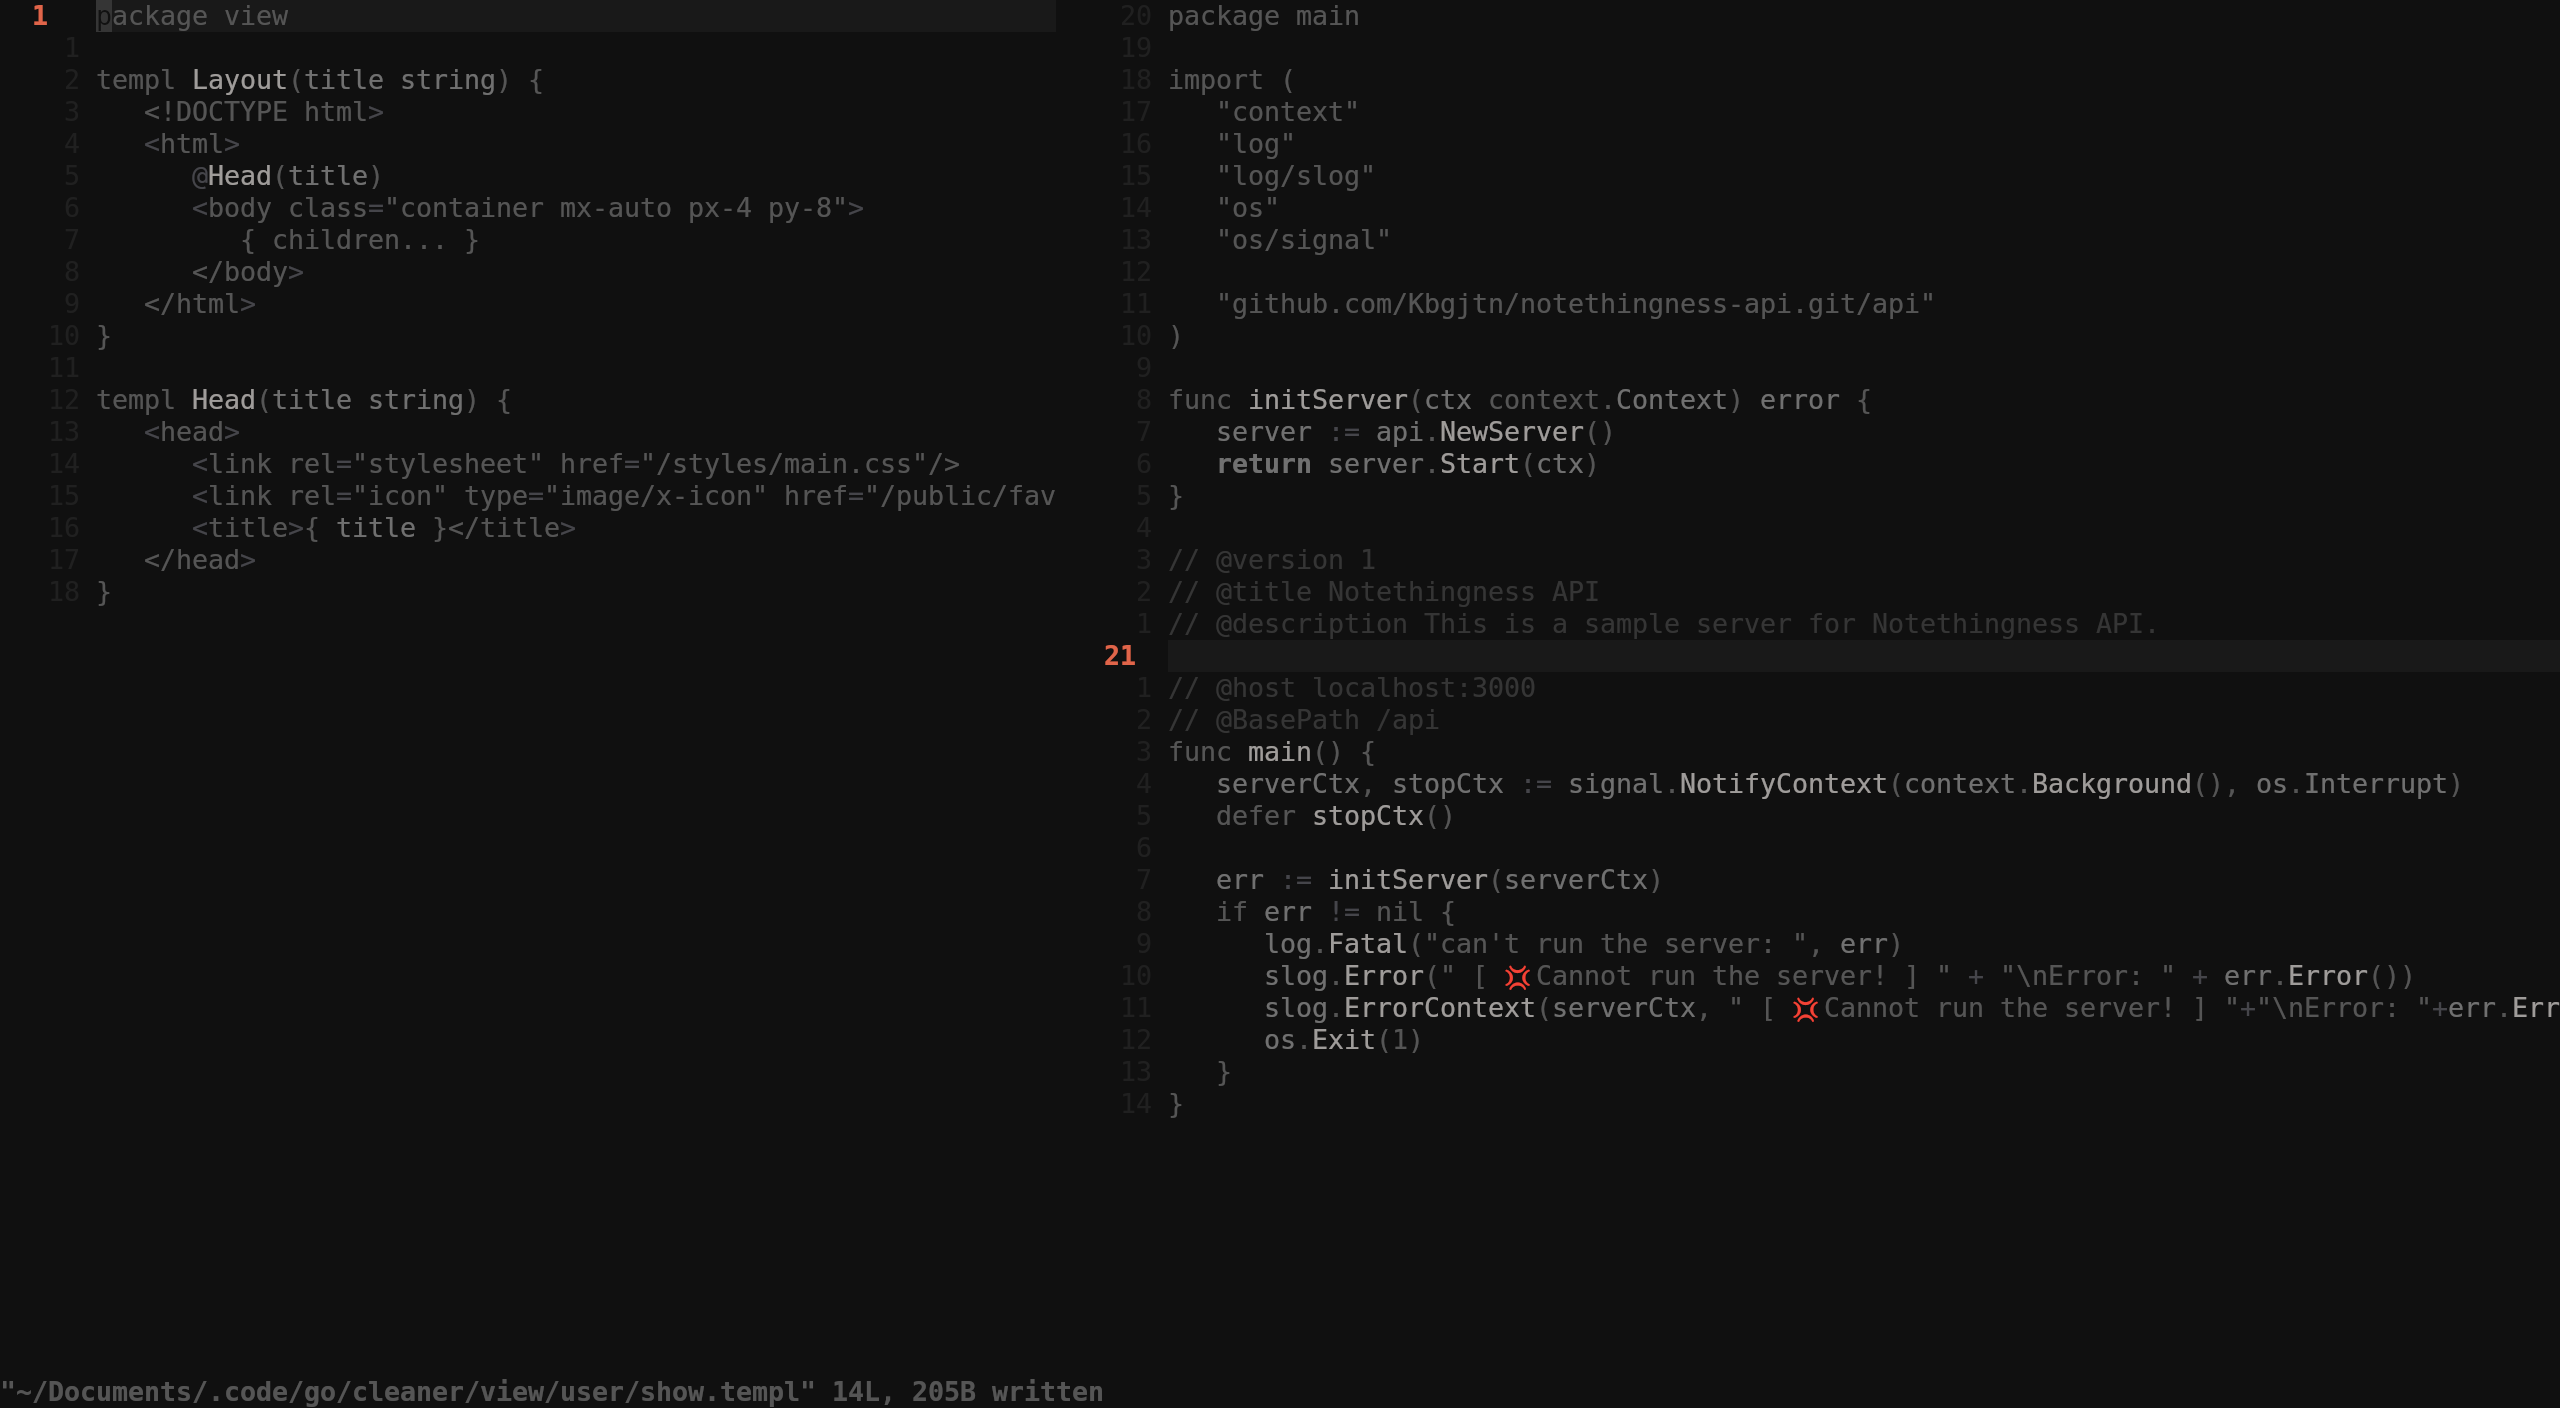 1 package view
1
2 templ Layout(title string) {
3 <!DOCTYPE html>
4 <html>
5 @Head(title)
6 <body class="container mx-auto px-4 py-8">
7 { children... }
8 </body>
9 </html>
10 }
11
12 templ Head(title string) {
13 <head>
14 <link rel="stylesheet" href="/styles/main.css"/>
15 <link rel="icon" type="image/x-icon" href="/public/fav
16 <title>{ title }</title>
17 </head>
18 }
20 package main
19
18 import (
17 "context"
16 "log"
15 "log/slog"
14 "os"
13 "os/signal"
12
11 "github.com/Kbgjtn/notethingness-api.git/api"
10 )
9
8 func initServer(ctx context.Context) error {
7 server := api.NewServer()
6 return server.Start(ctx)
5 }
4
3 // @version 1
2 // @title Notethingness API
1 // @description This is a sample server for Notethingness API.
21
1 // @host localhost:3000
2 // @BasePath /api
3 func main() {
4 serverCtx, stopCtx := signal.NotifyContext(context.Background(), os.Interrupt)
5 defer stopCtx()
6
7 err := initServer(serverCtx)
8 if err != nil {
9 log.Fatal("can't run the server: ", err)
10 slog.Error(" [ 💢Cannot run the server! ] " + "\nError: " + err.Error())
11 slog.ErrorContext(serverCtx, " [ 💢Cannot run the server! ] "+"\nError: "+err.Err
12 os.Exit(1)
13 }
14 }
"~/Documents/.code/go/cleaner/view/user/show.templ" 14L, 205B written